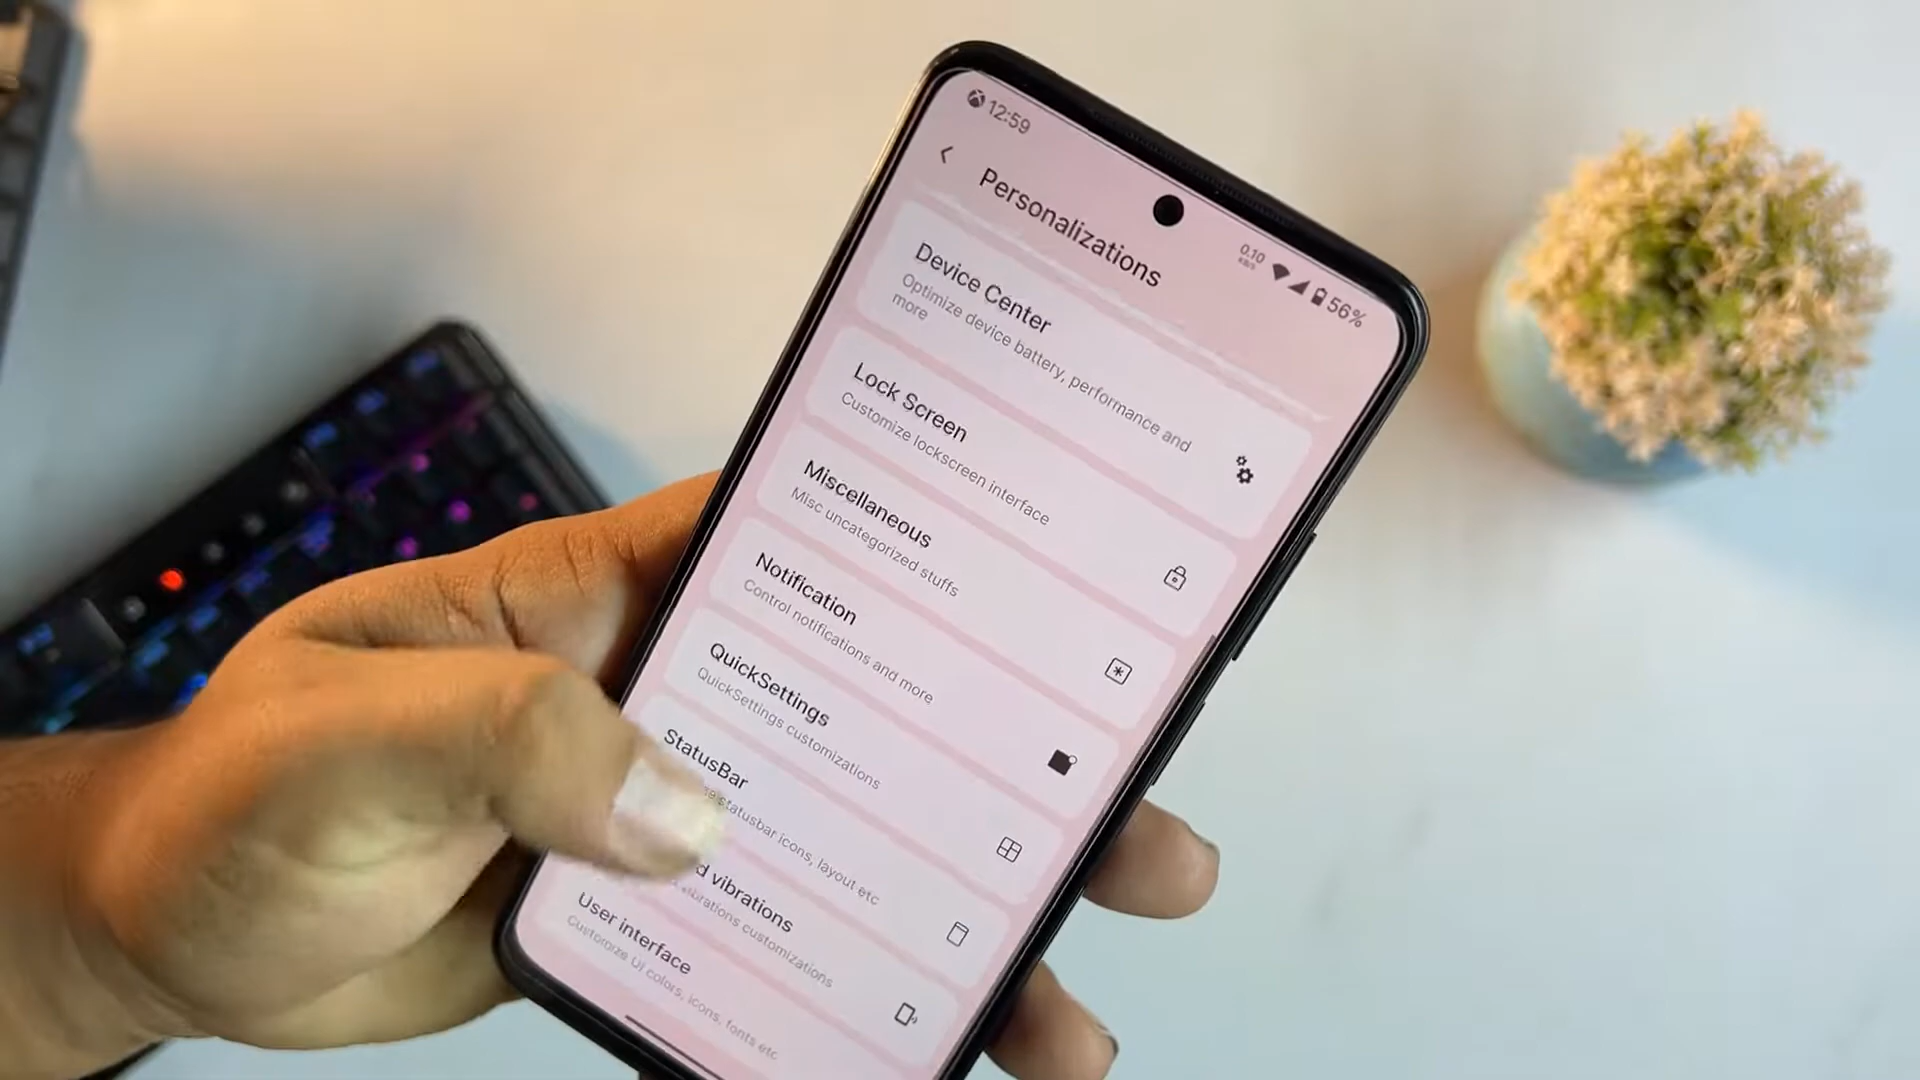 12:59
0.10
KB/s
56%
Personalizations
Device Center
Optimize device battery, performance and
more
Lock Screen
Customize lockscreen interface
Miscellaneous
Misc uncategorized stuffs
Notification
Control notifications and more
QuickSettings
QuickSettings customizations
StatusBar
statusbar icons, layout etc
vibrations
customizations
User interface
Customize UI colors, icons, fonts etc